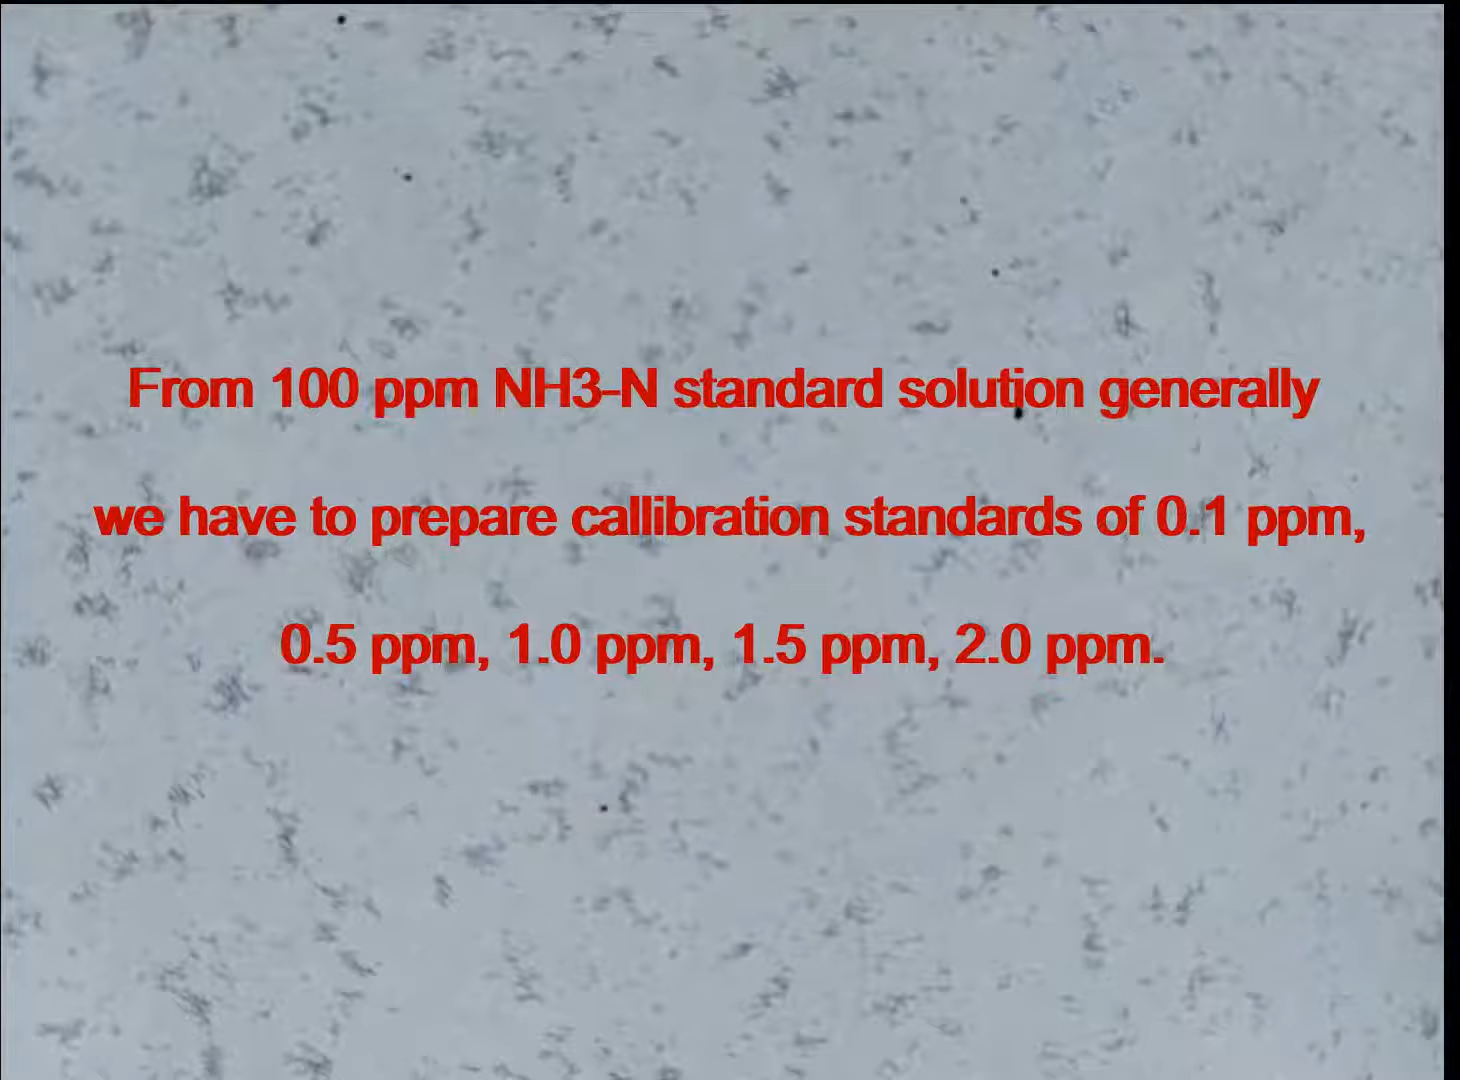 From 100 ppm NH3-N standard solution generally
we have to prepare callibration standards of 0.1 ppm,
0.5 ppm, 1.0 ppm, 1.5 ppm, 2.0 ppm.